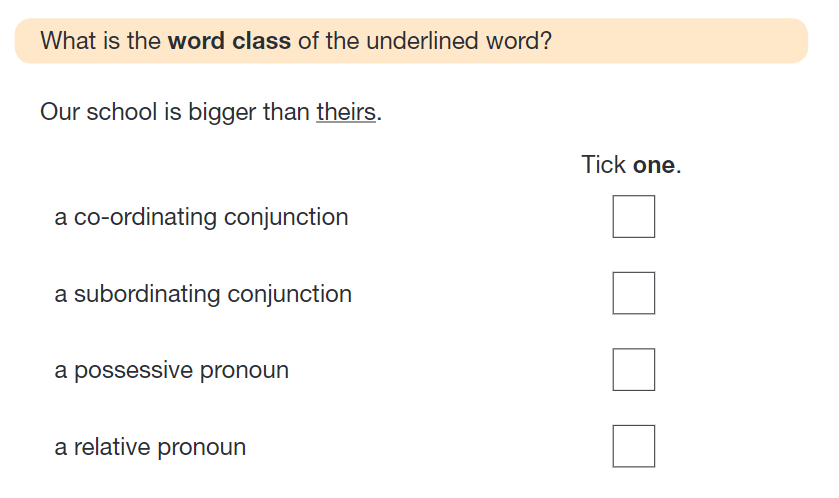 What is the word class of the underlined word?
Our school is bigger than theirs.
Tick one.
a co-ordinating conjunction
a subordinating conjunction
a possessive pronoun
a relative pronoun